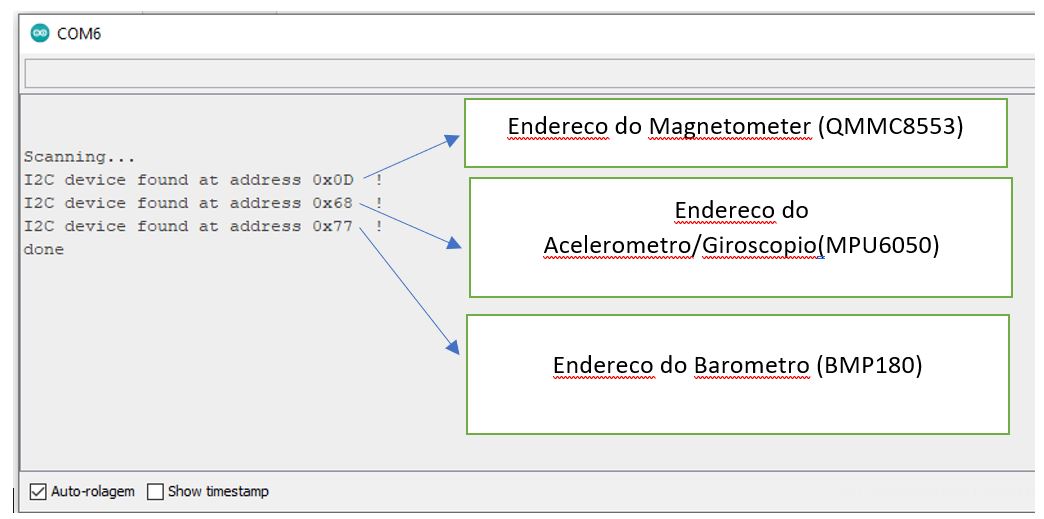 COM6
Scanning...
I2C device found at address 0x0D  !
I2C device found at address 0x68  !
I2C device found at address 0x77  !
done
Endereco do Magnetometer (QMMC8553)
Endereco do
Acelerometro/Giroscopio(MPU6050)
Endereco do Barometro (BMP180)
Auto-rolagem Show timestamp